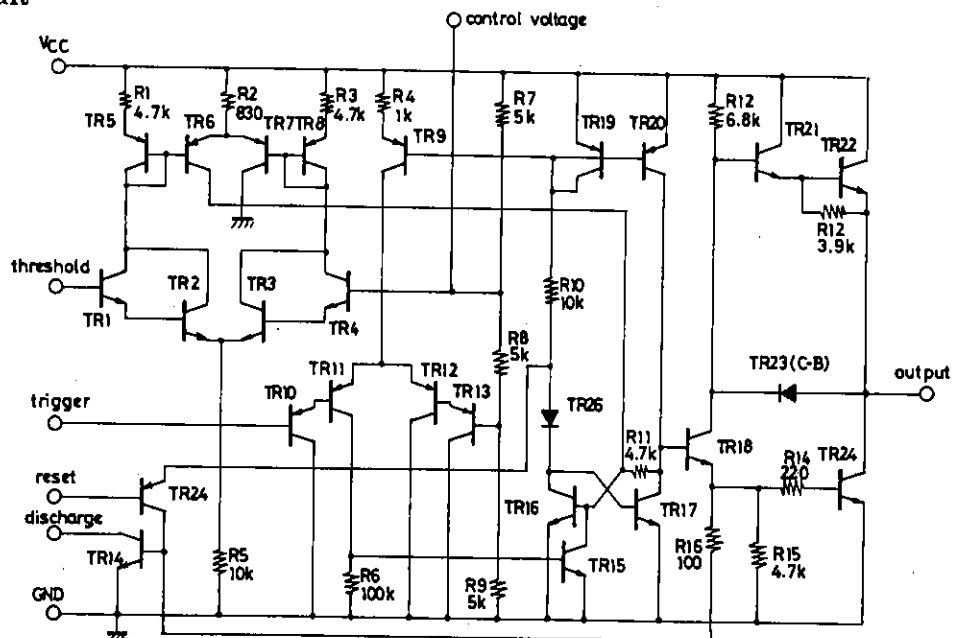 control voltage
VCC
R1
4.7k
R2
830
R3
4.7k
R4
1k
R7
5k
R12
6.8k
TR5
TR6
TR7
TR8
TR9
TR19
TR20
TR21
TR22
R12
3.9k
threshold
TR1
TR2
TR3
TR4
R10
10k
R8
5k
TR23(C-B)
output
TR10
TR11
TR12
TR13
TR26
trigger
R11
4.7k
TR18
R14
220
TR24
reset
TR24
TR16
TR17
discharge
TR14
R5
10k
R6
100k
TR15
R16
100
R15
4.7k
R9
5k
GND